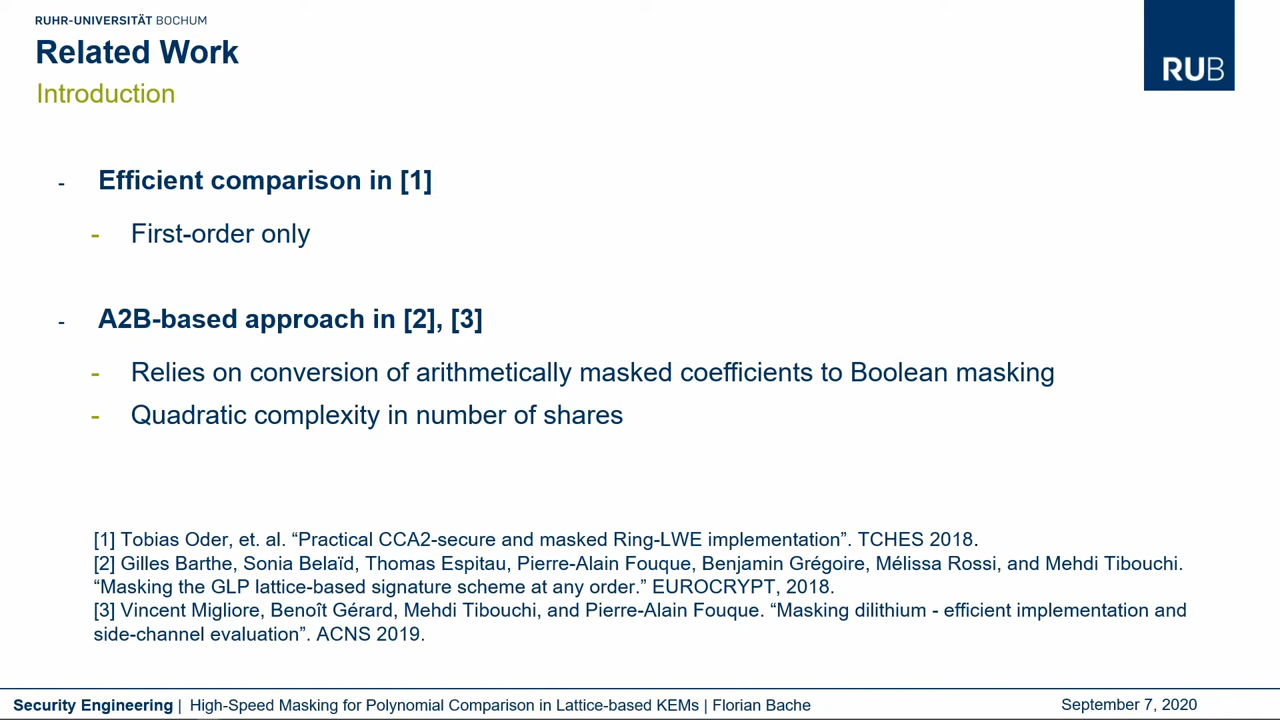 RUHR-UNIVERSITÄT BOCHUM
Related Work
RUB
Introduction
- Efficient comparison in [1]
- First-order only
- A2B-based approach in [2], [3]
- Relies on conversion of arithmetically masked coefficients to Boolean masking
- Quadratic complexity in number of shares
[1] Tobias Oder, et. al. “Practical CCA2-secure and masked Ring-LWE implementation”. TCHES 2018.
[2] Gilles Barthe, Sonia Belaïd, Thomas Espitau, Pierre-Alain Fouque, Benjamin Grégoire, Mélissa Rossi, and Mehdi Tibouchi.
“Masking the GLP lattice-based signature scheme at any order.” EUROCRYPT, 2018.
[3] Vincent Migliore, Benoît Gérard, Mehdi Tibouchi, and Pierre-Alain Fouque. “Masking dilithium - efficient implementation and
side-channel evaluation”. ACNS 2019.
Security Engineering | High-Speed Masking for Polynomial Comparison in Lattice-based KEMs | Florian Bache September 7, 2020